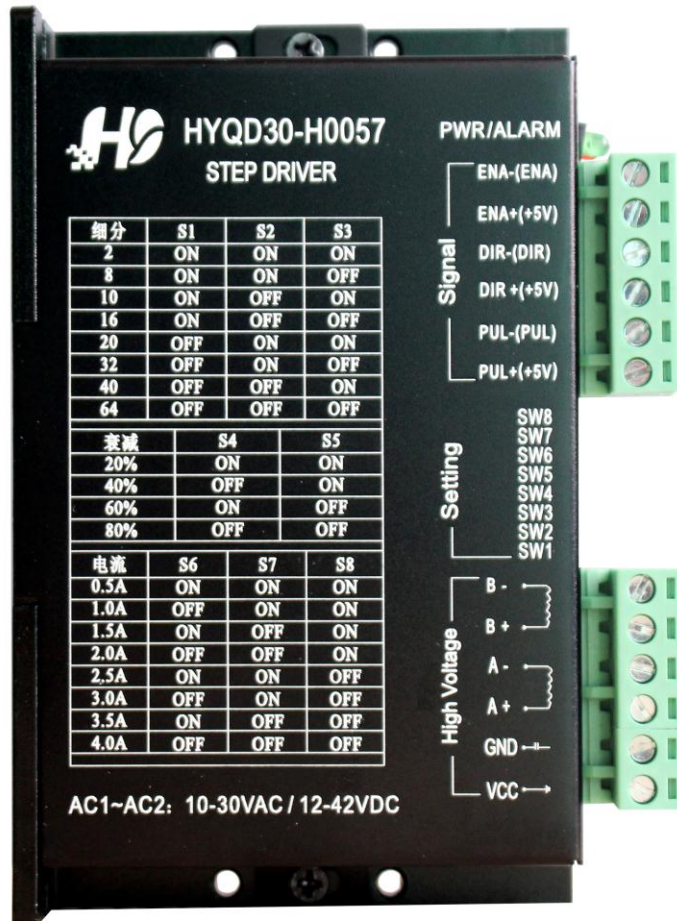 HYQD30-H0057
STEP DRIVER
细分 S1 S2 S3
2 ON ON ON
8 ON ON OFF
10 ON OFF ON
16 ON OFF OFF
20 OFF ON ON
32 OFF ON OFF
40 OFF OFF ON
64 OFF OFF OFF
衰减 S4 S5
20% ON ON
40% OFF ON
60% ON OFF
80% OFF OFF
电流 S6 S7 S8
0.5A ON ON ON
1.0A OFF ON ON
1.5A ON OFF ON
2.0A OFF OFF ON
2.5A ON ON OFF
3.0A OFF ON OFF
3.5A ON OFF OFF
4.0A OFF OFF OFF
AC1~AC2: 10-30VAC / 12-42VDC
PWR/ALARM
Signal
ENA-(ENA)
ENA+(+5V)
DIR-(DIR)
DIR +(+5V)
PUL-(PUL)
PUL+(+5V)
Setting
SW8
SW7
SW6
SW5
SW4
SW3
SW2
SW1
High Voltage
B -
B +
A -
A +
GND
VCC